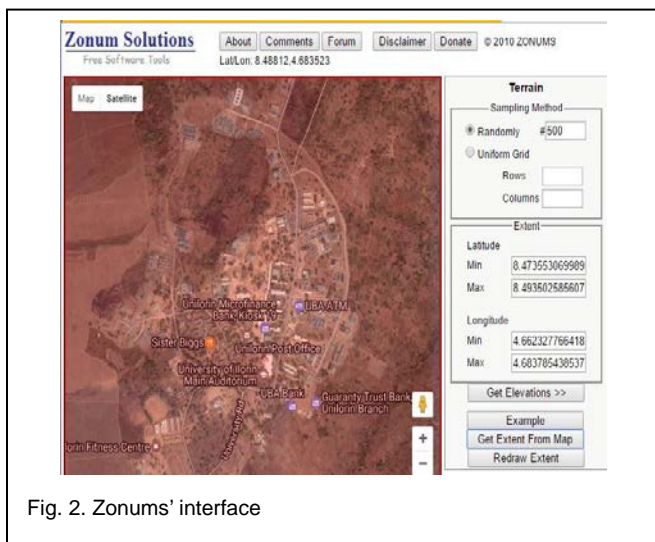 Zonum Solutions
Free Software Tools
About Comments Forum Disclaimer Donate © 2010 ZONUMS
Lat/Lon: 8.48812,4.683523
Map Satellite
Unilorin Microfinance
Bank, Kiosk 19
UBA ATM
Sister Biggs
Unilorin Post Office
University of Ilorin
Main Auditorium
UBA Bank
Guaranty Trust Bank,
Unilorin Branch
University Rd
orin Fitness Centre
+
−
Terrain
Sampling Method
Randomly #500
Uniform Grid
Rows
Columns
Extent
Latitude
Min 8.473553069989
Max 8.493502585607
Longitude
Min 4.662327766418
Max 4.683785438537
Get Elevations >>
Example
Get Extent From Map
Redraw Extent
Fig. 2. Zonums' interface